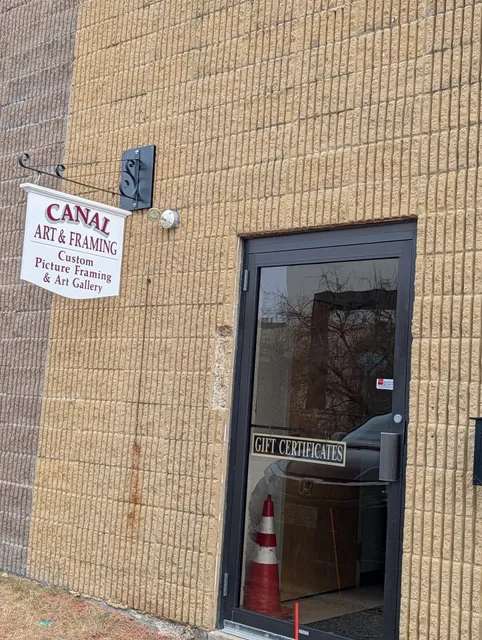 CANAL
ART & FRAMING
Custom
Picture Framing
& Art Gallery
GIFT CERTIFICATES